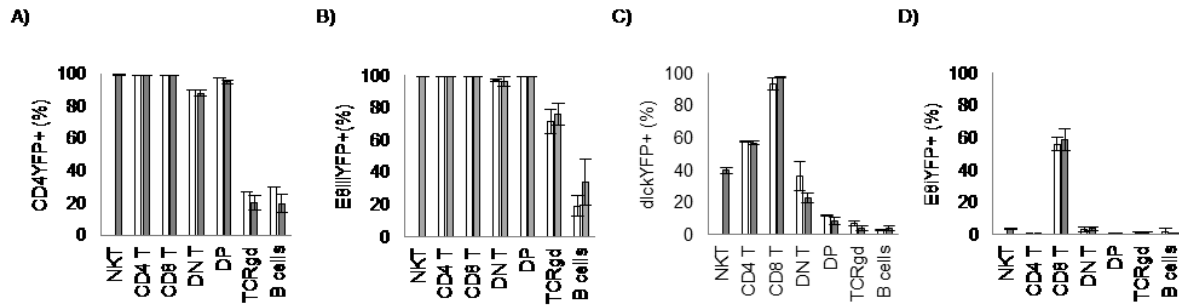 A)
B)
C)
D)
CD4YFP+ (%)
100
80
60
40
20
0
NKT
CD4 T
CD8 T
DN T
DP
TCRgd
B cells
E8IIIYFP+(%)
100
80
60
40
20
0
NKT
CD4 T
CD8 T
DN T
DP
TCRgd
B cells
dlckYFP+ (%)
100
80
60
40
20
0
NKT
CD4 T
CD8 T
DN T
DP
TCRgd
B cells
E8IYFP+ (%)
100
80
60
40
20
0
NKT
CD4 T
CD8 T
DN T
DP
TCRgd
B cells